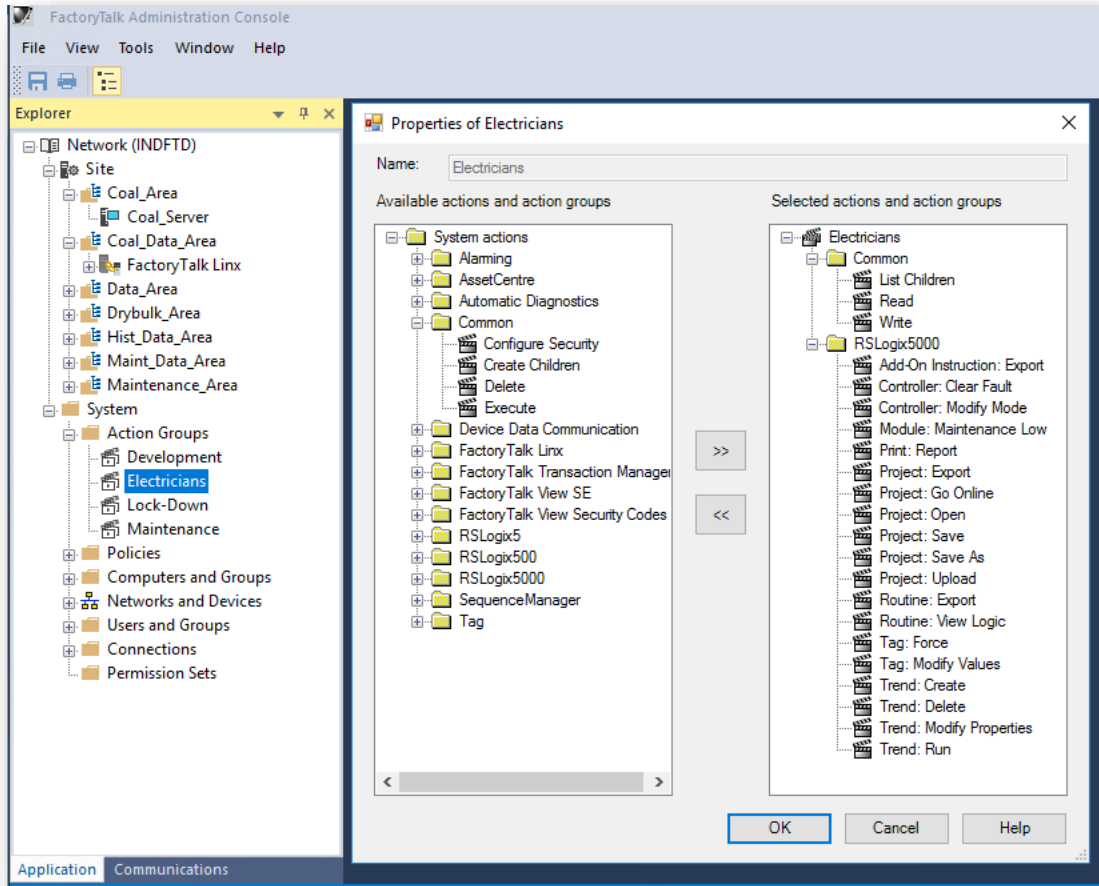 FactoryTalk Administration Console
File View Tools Window Help
Explorer
Network (INDFTD)
Site
Coal_Area
Coal_Server
Coal_Data_Area
FactoryTalk Linx
Data_Area
Drybulk_Area
Hist_Data_Area
Maint_Data_Area
Maintenance_Area
System
Action Groups
Development
Electricians
Lock-Down
Maintenance
Policies
Computers and Groups
Networks and Devices
Users and Groups
Connections
Permission Sets
Application Communications
Properties of Electricians
Name: Electricians
Available actions and action groups
System actions
Alarming
AssetCentre
Automatic Diagnostics
Common
Configure Security
Create Children
Delete
Execute
Device Data Communication
FactoryTalk Linx
FactoryTalk Transaction Manager
FactoryTalk View SE
FactoryTalk View Security Codes
RSLogix5
RSLogix500
RSLogix5000
SequenceManager
Tag
>>
<<
Selected actions and action groups
Electricians
Common
List Children
Read
Write
RSLogix5000
Add-On Instruction: Export
Controller: Clear Fault
Controller: Modify Mode
Module: Maintenance Low
Print: Report
Project: Export
Project: Go Online
Project: Open
Project: Save
Project: Save As
Project: Upload
Routine: Export
Routine: View Logic
Tag: Force
Tag: Modify Values
Trend: Create
Trend: Delete
Trend: Modify Properties
Trend: Run
OK Cancel Help